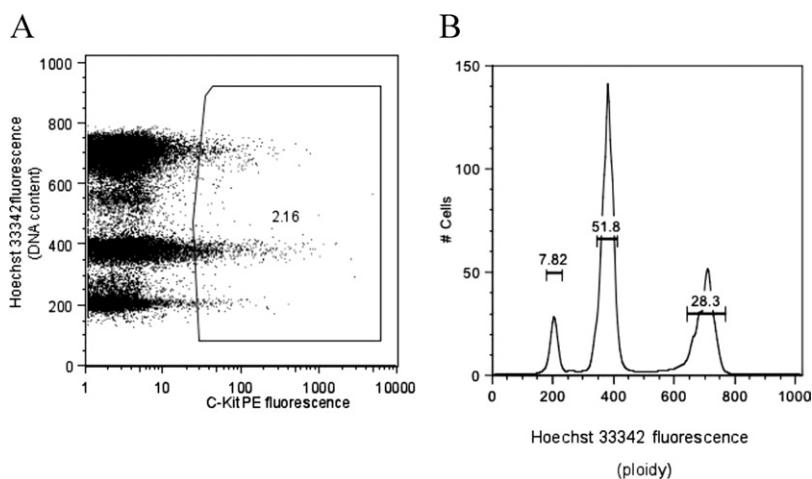 A
1000
800
600
400
200
0
Hoechst 33342fluorescence
(DNA content)
2.16
1 10 100 1000 10000
C-KitPE fluorescence
B
150
100
50
0
# Cells
7.82
51.8
28.3
0 200 400 600 800 1000
Hoechst 33342 fluorescence
(ploidy)